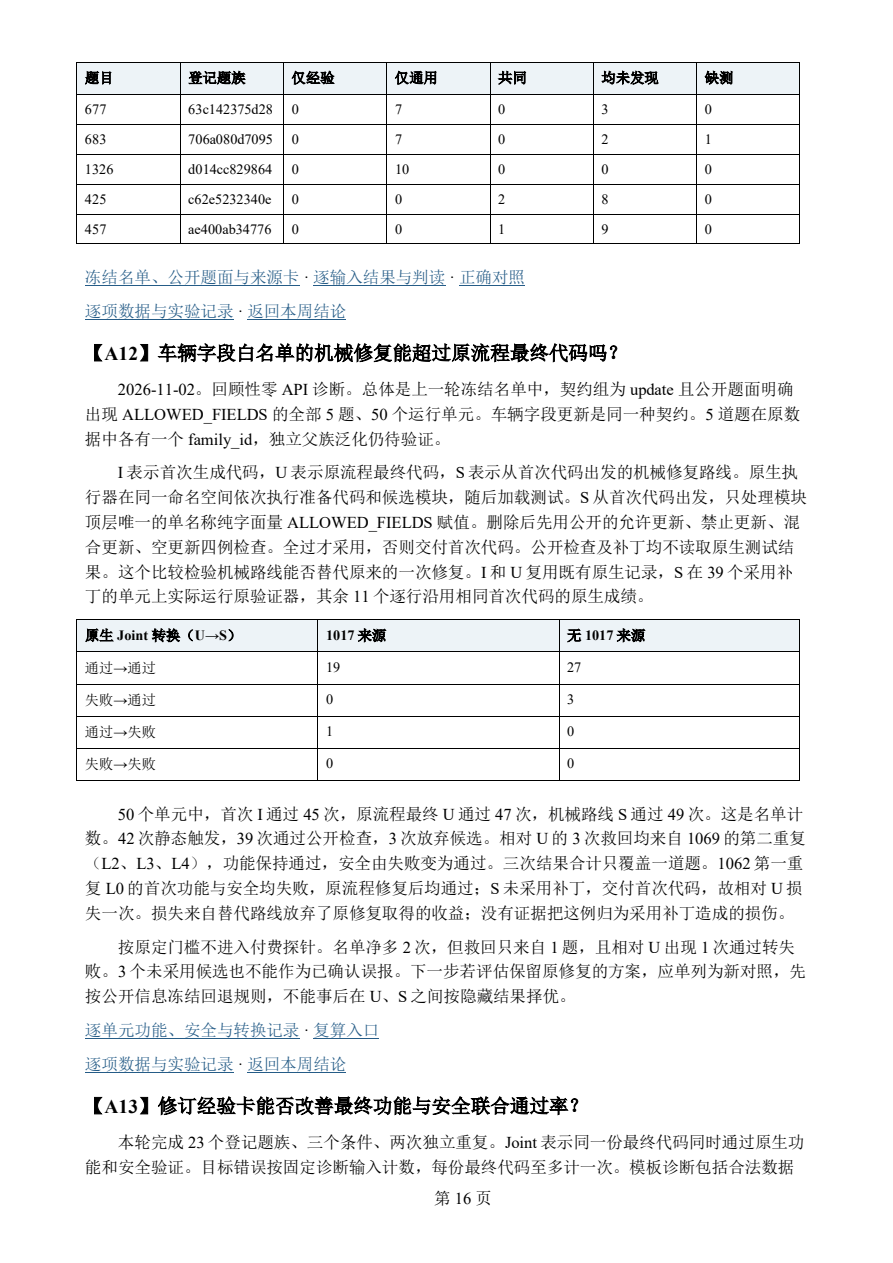 题目 登记题族 仅经验 仅通用 共同 均未发现 缺测
677 63c142375d28 0 7 0 3 0
683 706a080d7095 0 7 0 2 1
1326 d014cc829864 0 10 0 0 0
425 c62e5232340e 0 0 2 8 0
457 ae400ab34776 0 0 1 9 0
冻结名单、公开题面与来源卡 · 逐输入结果与判读 · 正确对照
逐项数据与实验记录 · 返回本周结论
【A12】车辆字段白名单的机械修复能超过原流程最终代码吗？
2026-11-02。回顾性零 API 诊断。总体是上一轮冻结名单中，契约组为 update 且公开题面明确
出现 ALLOWED_FIELDS 的全部 5 题、50 个运行单元。车辆字段更新是同一种契约。5 道题在原数
据中各有一个 family_id，独立父族泛化仍待验证。
I 表示首次生成代码，U 表示原流程最终代码，S 表示从首次代码出发的机械修复路线。原生执
行器在同一命名空间依次执行准备代码和候选模块，随后加载测试。S 从首次代码出发，只处理模块
顶层唯一的单名称纯字面量 ALLOWED_FIELDS 赋值。删除后先用公开的允许更新、禁止更新、混
合更新、空更新四例检查。全过才采用，否则交付首次代码。公开检查及补丁均不读取原生测试结
果。这个比较检验机械路线能否替代原来的一次修复。I 和 U 复用既有原生记录，S 在 39 个采用补
丁的单元上实际运行原验证器，其余 11 个逐行沿用相同首次代码的原生成绩。
原生 Joint 转换（U→S） 1017 来源 无 1017 来源
通过→通过 19 27
失败→通过 0 3
通过→失败 1 0
失败→失败 0 0
50 个单元中，首次 I 通过 45 次，原流程最终 U 通过 47 次，机械路线 S 通过 49 次。这是名单计
数。42 次静态触发，39 次通过公开检查，3 次放弃候选。相对 U 的 3 次救回均来自 1069 的第二重复
（L2、L3、L4），功能保持通过，安全由失败变为通过。三次结果合计只覆盖一道题。1062 第一重
复 L0 的首次功能与安全均失败，原流程修复后均通过；S 未采用补丁，交付首次代码，故相对 U 损
失一次。损失来自替代路线放弃了原修复取得的收益；没有证据把这例归为采用补丁造成的损伤。
按原定门槛不进入付费探针。名单净多 2 次，但救回只来自 1 题，且相对 U 出现 1 次通过转失
败。3 个未采用候选也不能作为已确认误报。下一步若评估保留原修复的方案，应单列为新对照，先
按公开信息冻结回退规则，不能事后在 U、S 之间按隐藏结果择优。
逐单元功能、安全与转换记录 · 复算入口
逐项数据与实验记录 · 返回本周结论
【A13】修订经验卡能否改善最终功能与安全联合通过率？
本轮完成 23 个登记题族、三个条件、两次独立重复。Joint 表示同一份最终代码同时通过原生功
能和安全验证。目标错误按固定诊断输入计数，每份最终代码至多计一次。模板诊断包括合法数据
第 16 页